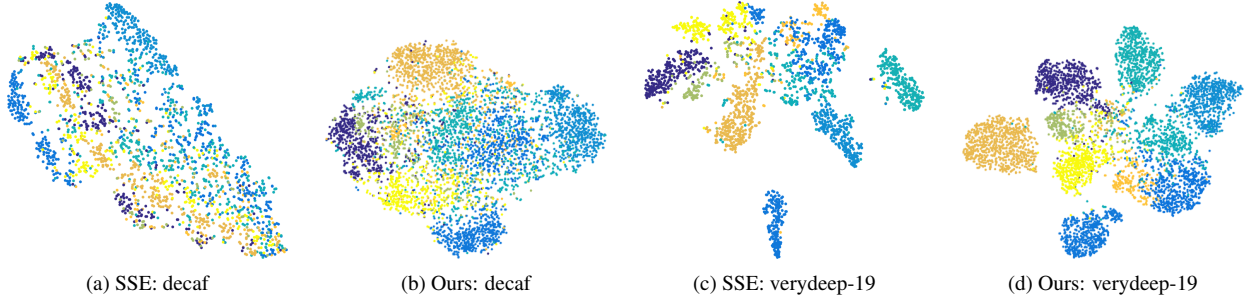 (a) SSE: decaf
(b) Ours: decaf
(c) SSE: verydeep-19
(d) Ours: verydeep-19